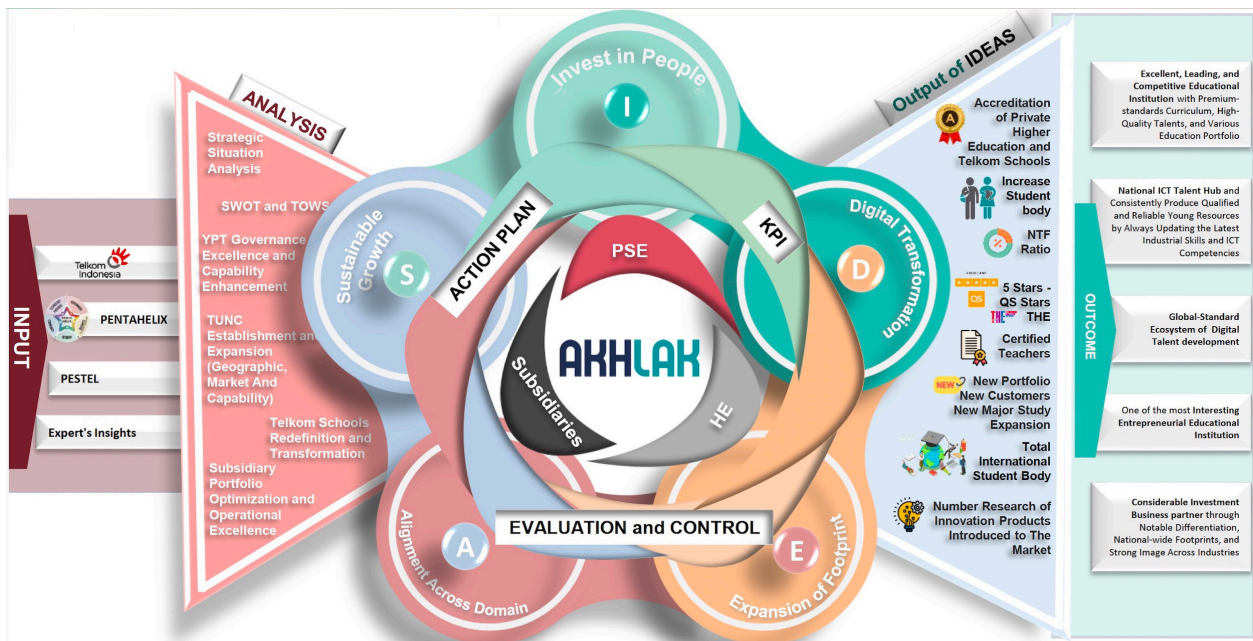 INPUT
Telkom
Indonesia
PENTAHELIX
PESTEL
Expert's Insights
ANALYSIS
Strategic
Situation
Analysis
SWOT and TOWS
YPT Governance
Excellence and
Capability
Enhancement
TUNC
Establishment and
Expansion
(Geographic,
Market And
Capability)
Telkom Schools
Redefinition and
Transformation
Subsidiary
Portfolio
Optimization and
Operational
Excellence
Invest in People
I
Digital Transformation
D
Expansion of Footprint
E
Alignment Across Domain
A
Sustainable
Growth
S
ACTION PLAN
KPI
EVALUATION and CONTROL
PSE
HE
Subsidiaries
AKHLAK
Output of IDEAS
A
Accreditation
of Private
Higher
Education and
Telkom Schools
Increase
Student
body
NTF
Ratio
QS
THE
5 Stars -
QS Stars
THE
Certified
Teachers
NEW
New Portfolio
New Customers
New Major Study
Expansion
Total
International
Student Body
Number Research of
Innovation Products
Introduced to The
Market
OUTCOME
Excellent, Leading, and
Competitive Educational
Institution with Premium-
standards Curriculum, High-
Quality Talents, and Various
Education Portfolio
National ICT Talent Hub and
Consistently Produce Qualified
and Reliable Young Resources
by Always Updating the Latest
Industrial Skills and ICT
Competencies
Global-Standard
Ecosystem of Digital
Talent development
One of the most Interesting
Entrepreneurial Educational
Institution
Considerable Investment
Business partner through
Notable Differentiation,
National-wide Footprints, and
Strong Image Across Industries